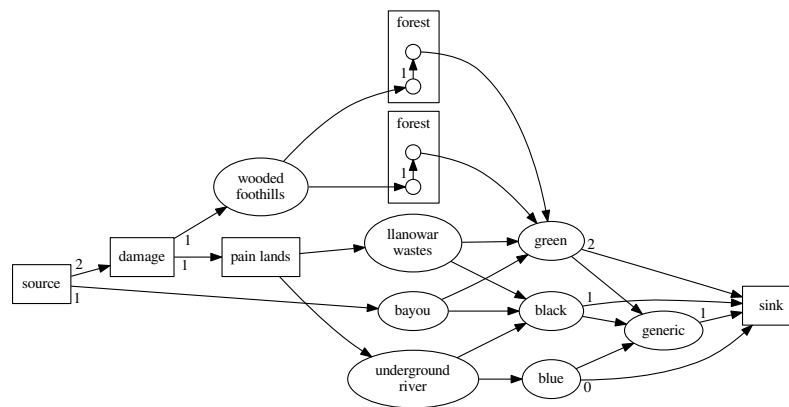 forest
1
forest
1
wooded
foothills
1
damage
1
pain lands
llanowar
wastes
green
2
source
2
1
bayou
black
1
generic
1
sink
underground
river
blue
0